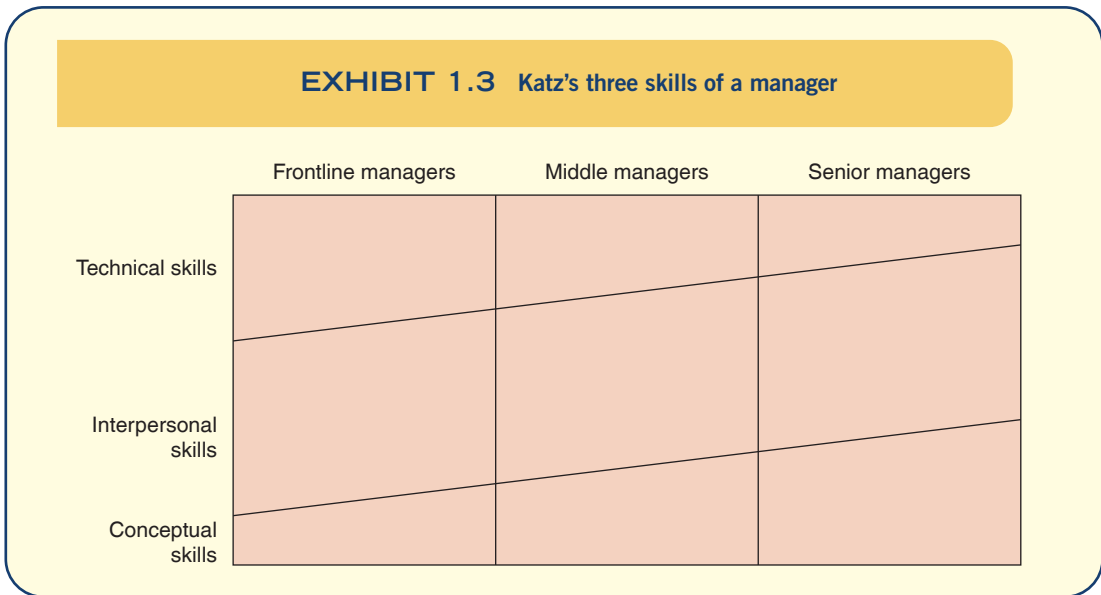 EXHIBIT 1.3 Katz's three skills of a manager
Frontline managers Middle managers Senior managers
Technical skills
Interpersonal
skills
Conceptual
skills